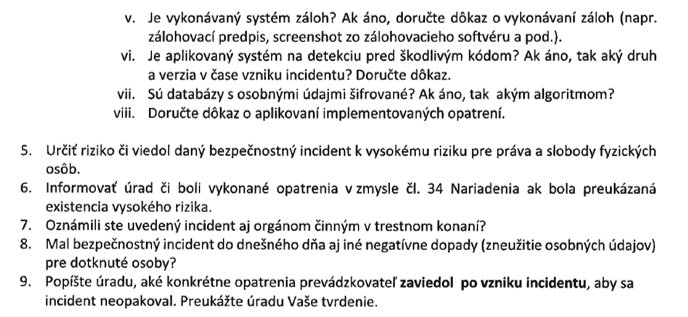 v. Je vykonávaný systém záloh? Ak áno, doručte dôkaz o vykonávaní záloh (napr.
zálohovací predpis, screenshot zo zálohovacieho softvéru a pod.).
vi. Je aplikovaný systém na detekciu pred škodlivým kódom? Ak áno, tak aký druh
a verzia v čase vzniku incidentu? Doručte dôkaz.
vii. Sú databázy s osobnými údajmi šifrované? Ak áno, tak akým algoritmom?
viii. Doručte dôkaz o aplikovaní implementovaných opatrení.
5. Určiť riziko či viedol daný bezpečnostný incident k vysokému riziku pre práva a slobody fyzických
osôb.
6. Informovať úrad či boli vykonané opatrenia v zmysle čl. 34 Nariadenia ak bola preukázaná
existencia vysokého rizika.
7. Oznámili ste uvedený incident aj orgánom činným v trestnom konaní?
8. Mal bezpečnostný incident do dnešného dňa aj iné negatívne dopady (zneužitie osobných údajov)
pre dotknuté osoby?
9. Popíšte úradu, aké konkrétne opatrenia prevádzkovateľ zaviedol po vzniku incidentu, aby sa
incident neopakoval. Preukážte úradu Vaše tvrdenie.